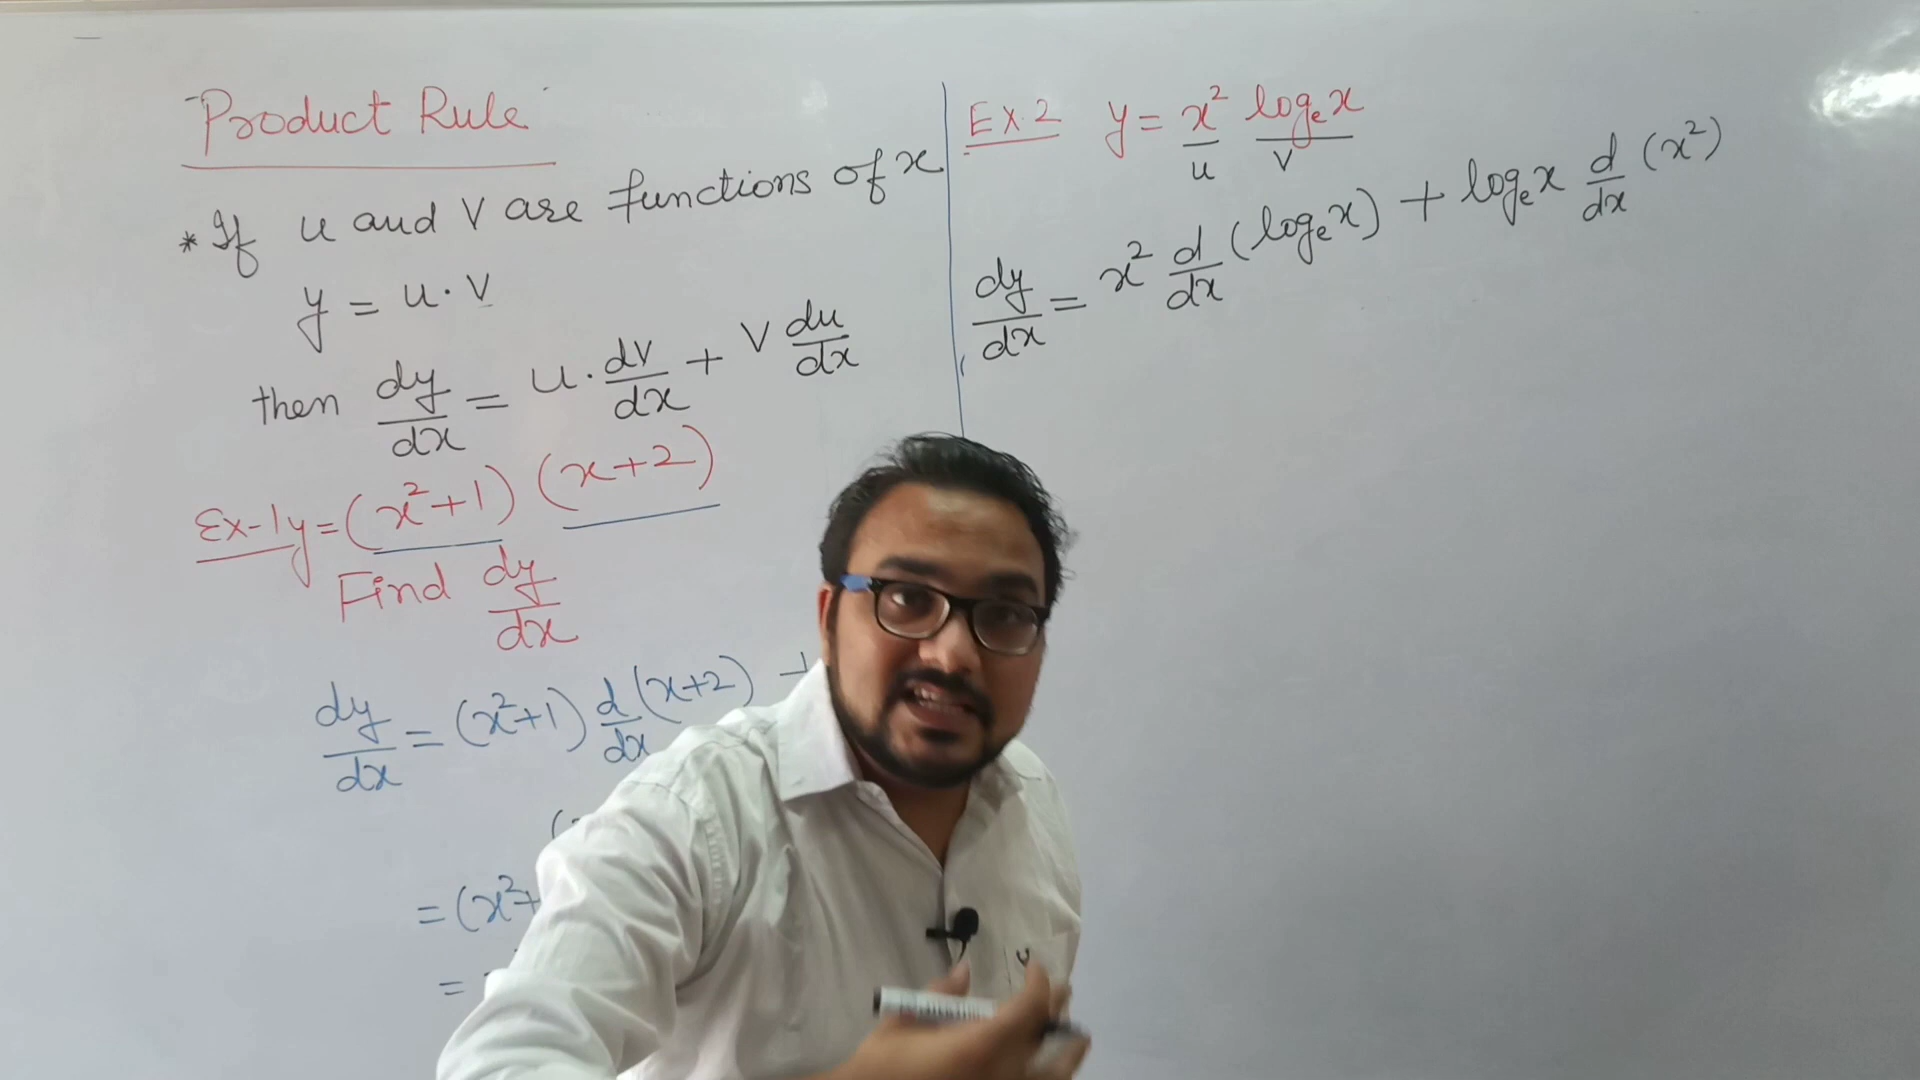 Product Rule
* If u and v are functions of x
y = u · v
then dy/dx = u · dv/dx + v du/dx
Ex-1 y = (x²+1) (x+2)
Find dy/dx
dy/dx = (x²+1) d/dx (x+2) +
= (x²+
=
Ex.2 y = x² logₑx
u v
dy/dx = x² d/dx (logₑx) + logₑx d/dx (x²)